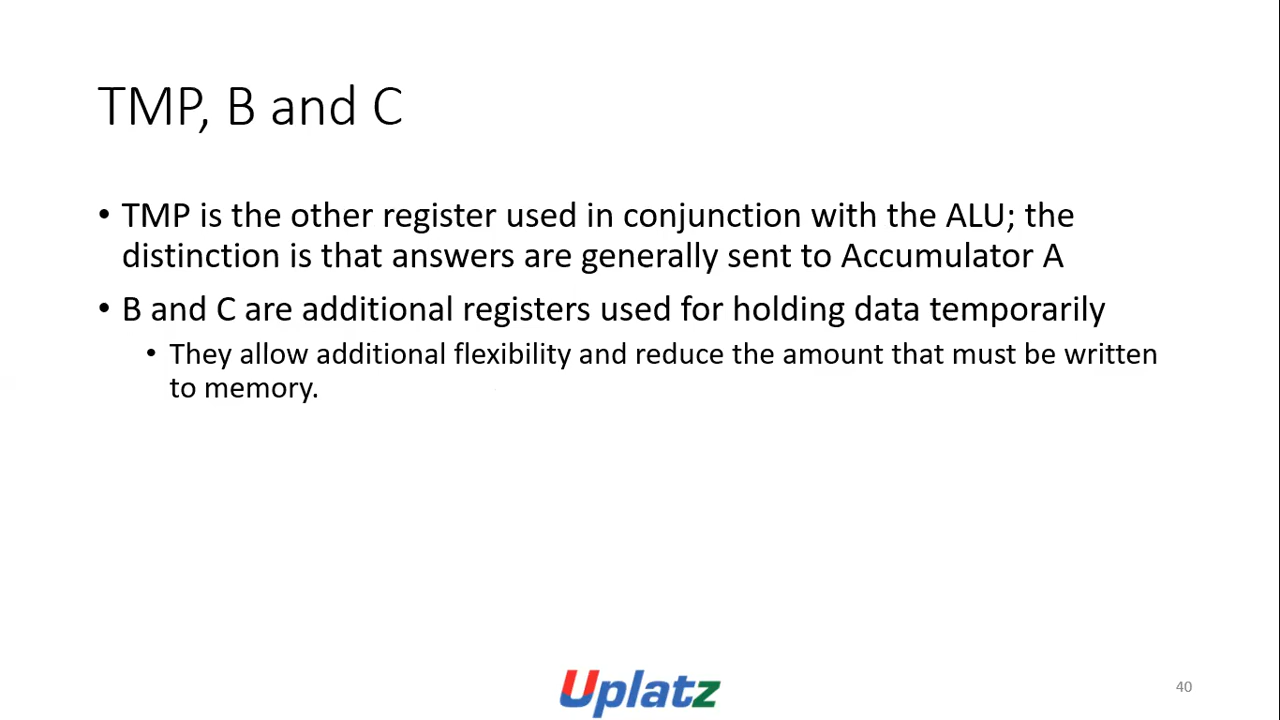 TMP, B and C
• TMP is the other register used in conjunction with the ALU; the
distinction is that answers are generally sent to Accumulator A
• B and C are additional registers used for holding data temporarily
• They allow additional flexibility and reduce the amount that must be written
to memory.
Uplatz
40